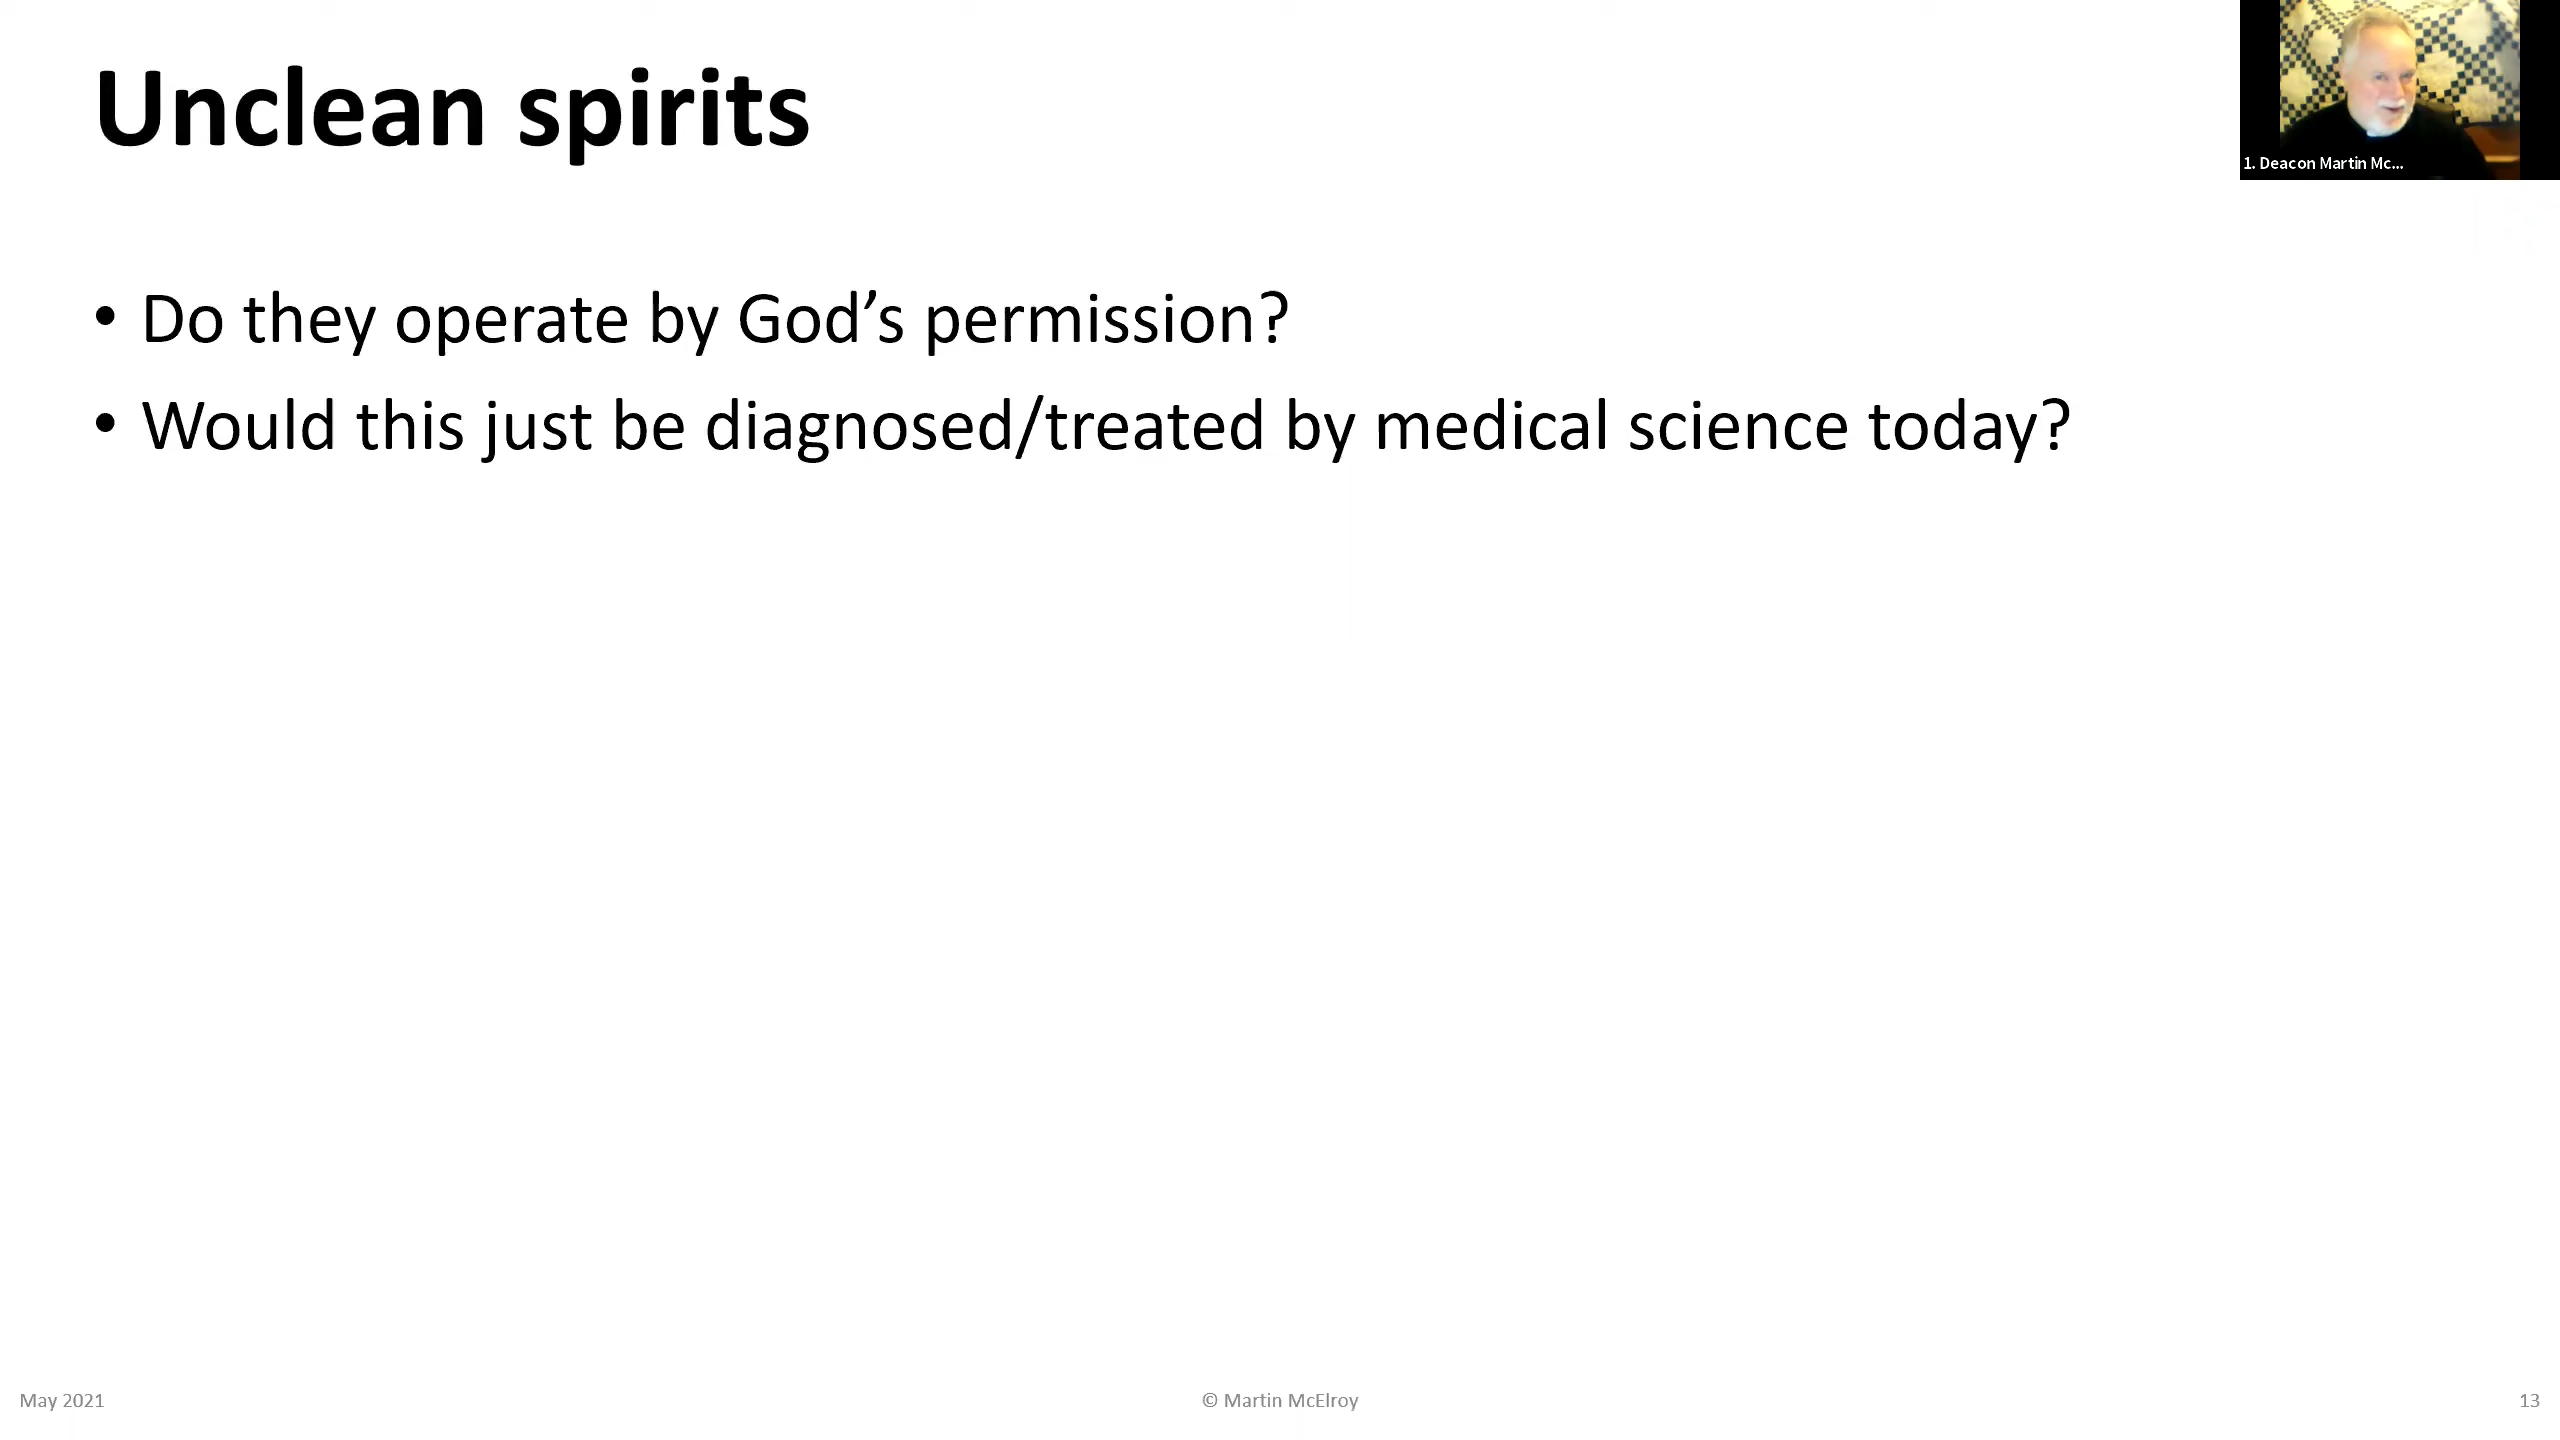 Unclean spirits
1. Deacon Martin Mc...
• Do they operate by God’s permission?
• Would this just be diagnosed/treated by medical science today?
May 2021
© Martin McElroy
13